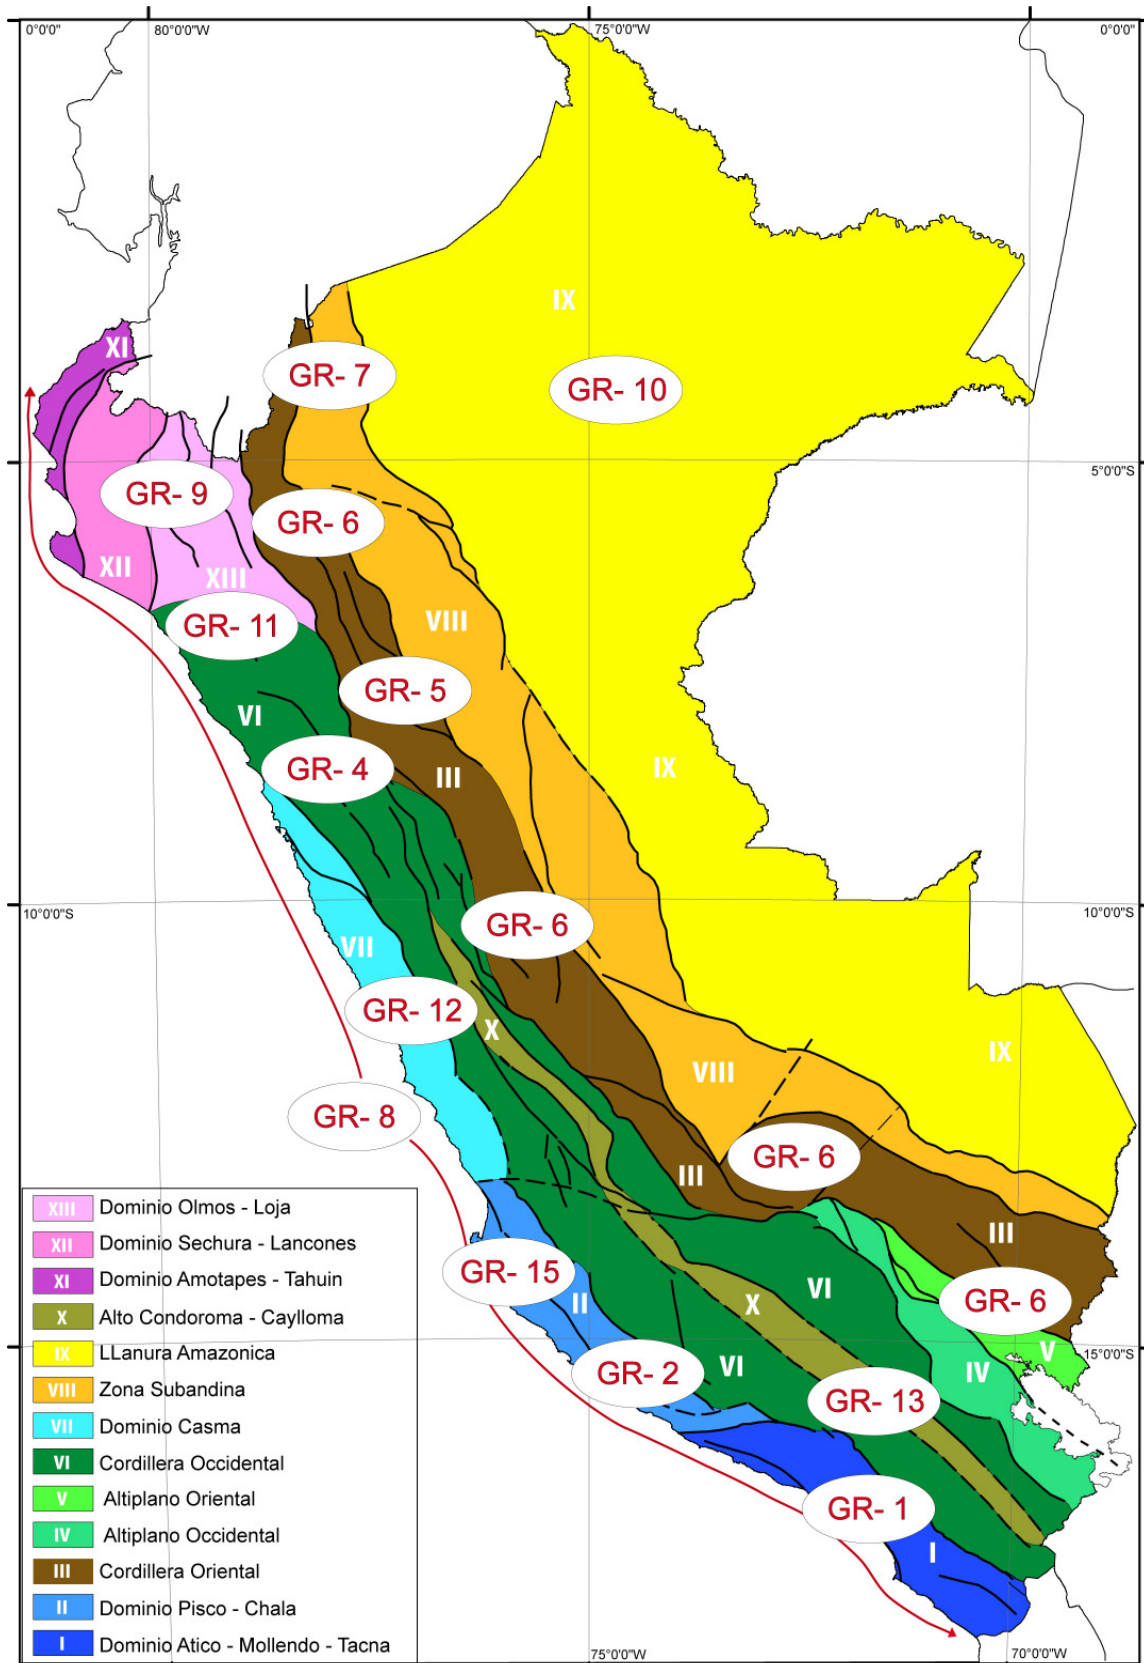 0°0'0"
80°0'0"W
75°0'0"W
0°0'0"
IX
XI
GR- 7
GR- 10
5°0'0"S
GR- 9
GR- 6
XII
XIII
GR- 11
VIII
GR- 5
VI
GR- 4
III
IX
10°0'0"S
10°0'0"S
GR- 6
VII
GR- 12
X
IX
VIII
GR- 8
GR- 6
III
III
GR- 15
II
VI
X
GR- 6
V
15°0'0"S
IV
GR- 2
VI
GR- 13
GR- 1
I
75°0'0"W
70°0'0"W
XIII Dominio Olmos - Loja
XII Dominio Sechura - Lancones
XI Dominio Amotapes - Tahuin
X Alto Condoroma - Caylloma
IX LLanura Amazonica
VIII Zona Subandina
VII Dominio Casma
VI Cordillera Occidental
V Altiplano Oriental
IV Altiplano Occidental
III Cordillera Oriental
II Dominio Pisco - Chala
I Dominio Atico - Mollendo - Tacna